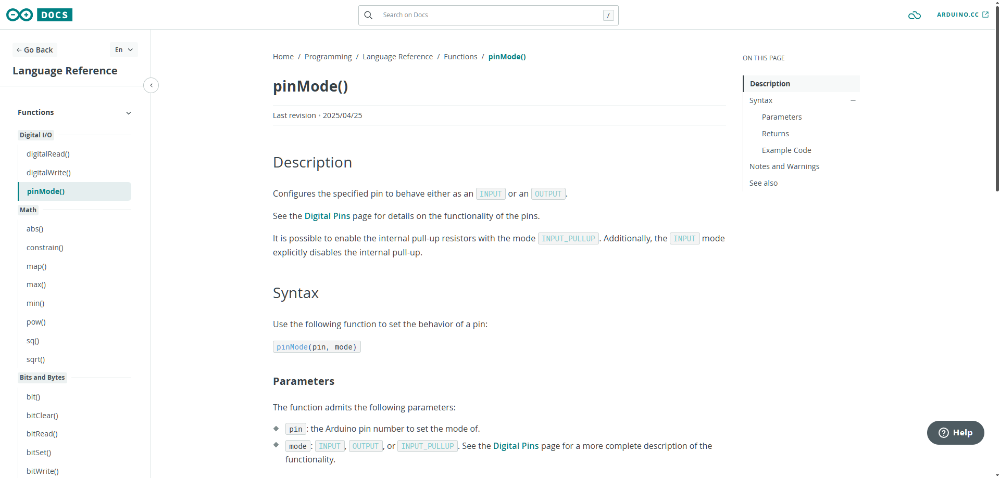 DOCS
Search on Docs
/
ARDUINO.CC
← Go Back
En
Language Reference
Functions
Digital I/O
digitalRead()
digitalWrite()
pinMode()
Math
abs()
constrain()
map()
max()
min()
pow()
sq()
sqrt()
Bits and Bytes
bit()
bitClear()
bitRead()
bitSet()
bitWrite()
Home / Programming / Language Reference / Functions / pinMode()
pinMode()
Last revision • 2025/04/25
Description
Configures the specified pin to behave either as an INPUT or an OUTPUT.
See the Digital Pins page for details on the functionality of the pins.
It is possible to enable the internal pull-up resistors with the mode INPUT_PULLUP. Additionally, the INPUT mode
explicitly disables the internal pull-up.
Syntax
Use the following function to set the behavior of a pin:
pinMode(pin, mode)
Parameters
The function admits the following parameters:
◆ pin: the Arduino pin number to set the mode of.
◆ mode: INPUT, OUTPUT, or INPUT_PULLUP. See the Digital Pins page for a more complete description of the
functionality.
ON THIS PAGE
Description
Syntax
Parameters
Returns
Example Code
Notes and Warnings
See also
Help